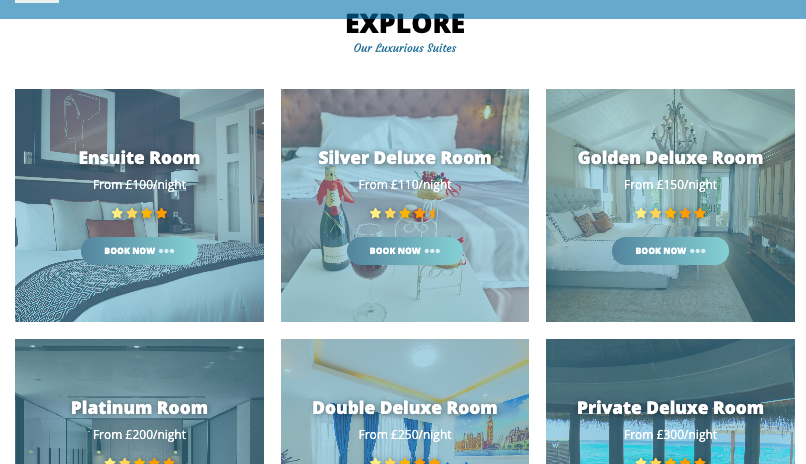 EXPLORE
Our Luxurious Suites
Ensuite Room
From £100/night
BOOK NOW
Silver Deluxe Room
From £110/night
BOOK NOW
Golden Deluxe Room
From £150/night
BOOK NOW
Platinum Room
From £200/night
Double Deluxe Room
From £250/night
Private Deluxe Room
From £300/night